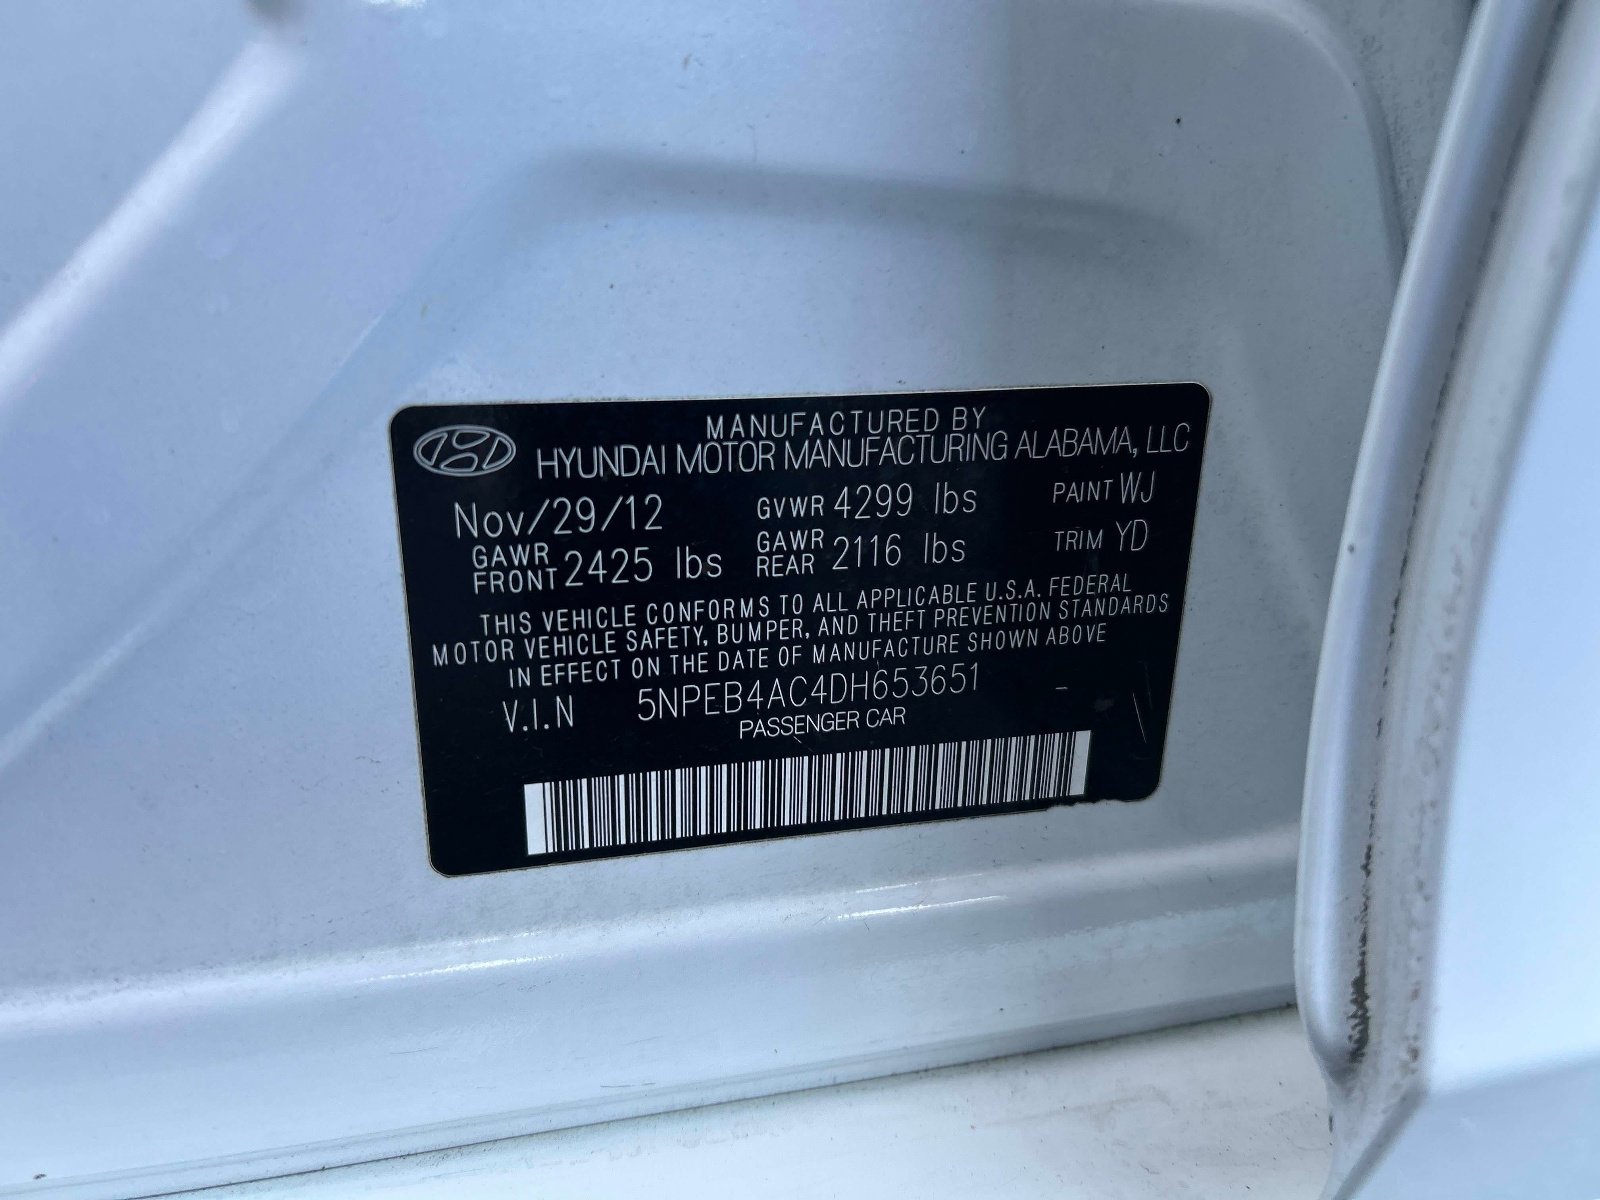 MANUFACTURED BY
HYUNDAI MOTOR MANUFACTURING ALABAMA, LLC
Nov/29/12 GVWR 4299 lbs PAINT WJ
GAWR FRONT 2425 lbs GAWR REAR 2116 lbs TRIM YD
THIS VEHICLE CONFORMS TO ALL APPLICABLE U.S.A. FEDERAL
MOTOR VEHICLE SAFETY, BUMPER, AND THEFT PREVENTION STANDARDS
IN EFFECT ON THE DATE OF MANUFACTURE SHOWN ABOVE
V.I.N 5NPEB4AC4DH653651
PASSENGER CAR